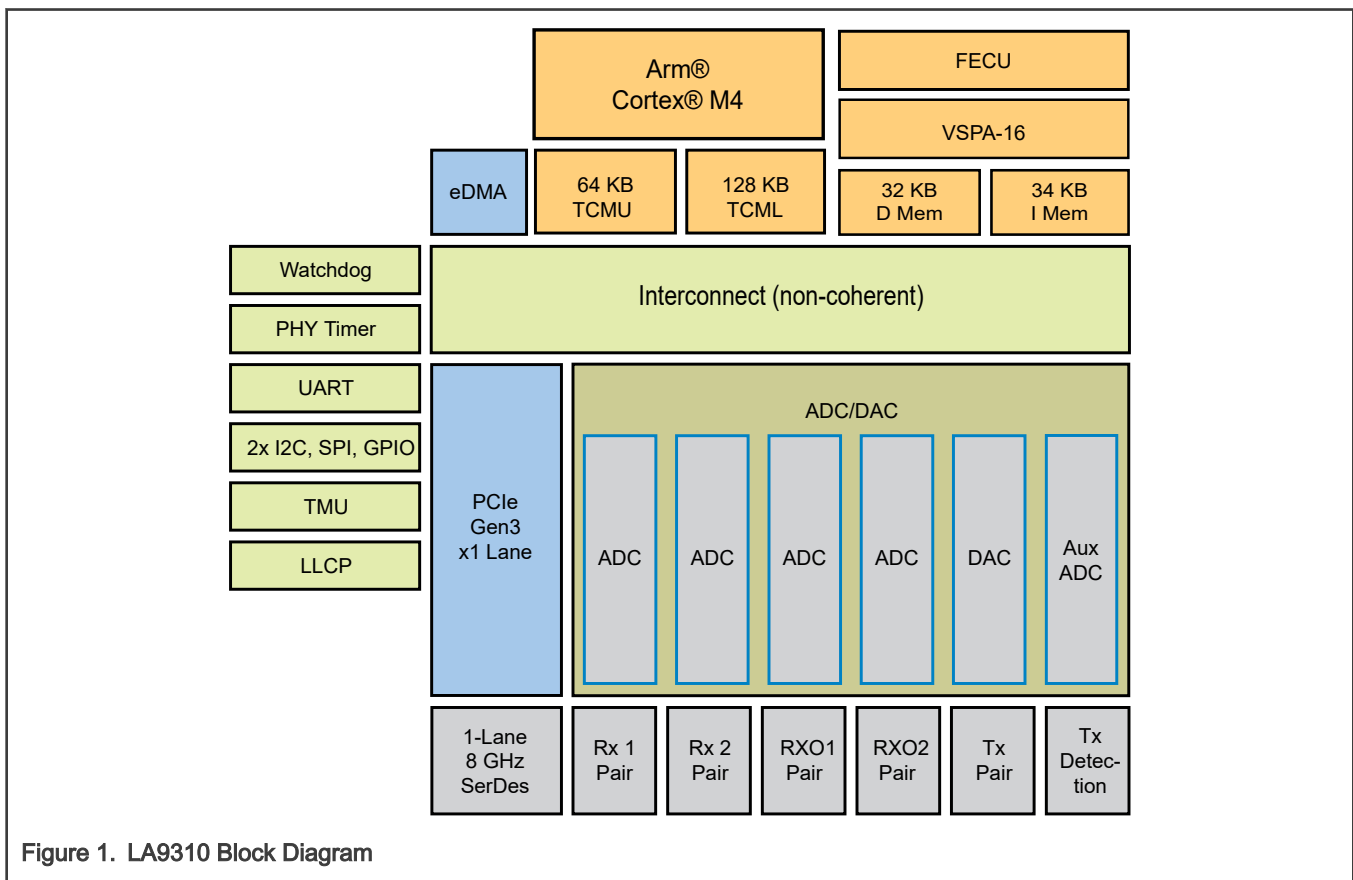 Arm®
Cortex® M4
FECU
VSPA-16
eDMA
64 KB
TCMU
128 KB
TCML
32 KB
D Mem
34 KB
I Mem
Watchdog
PHY Timer
UART
2x I2C, SPI, GPIO
TMU
LLCP
Interconnect (non-coherent)
PCIe
Gen3
x1 Lane
ADC/DAC
ADC
ADC
ADC
ADC
DAC
Aux
ADC
1-Lane
8 GHz
SerDes
Rx 1
Pair
Rx 2
Pair
RXO1
Pair
RXO2
Pair
Tx
Pair
Tx
Detec-
tion
Figure 1. LA9310 Block Diagram